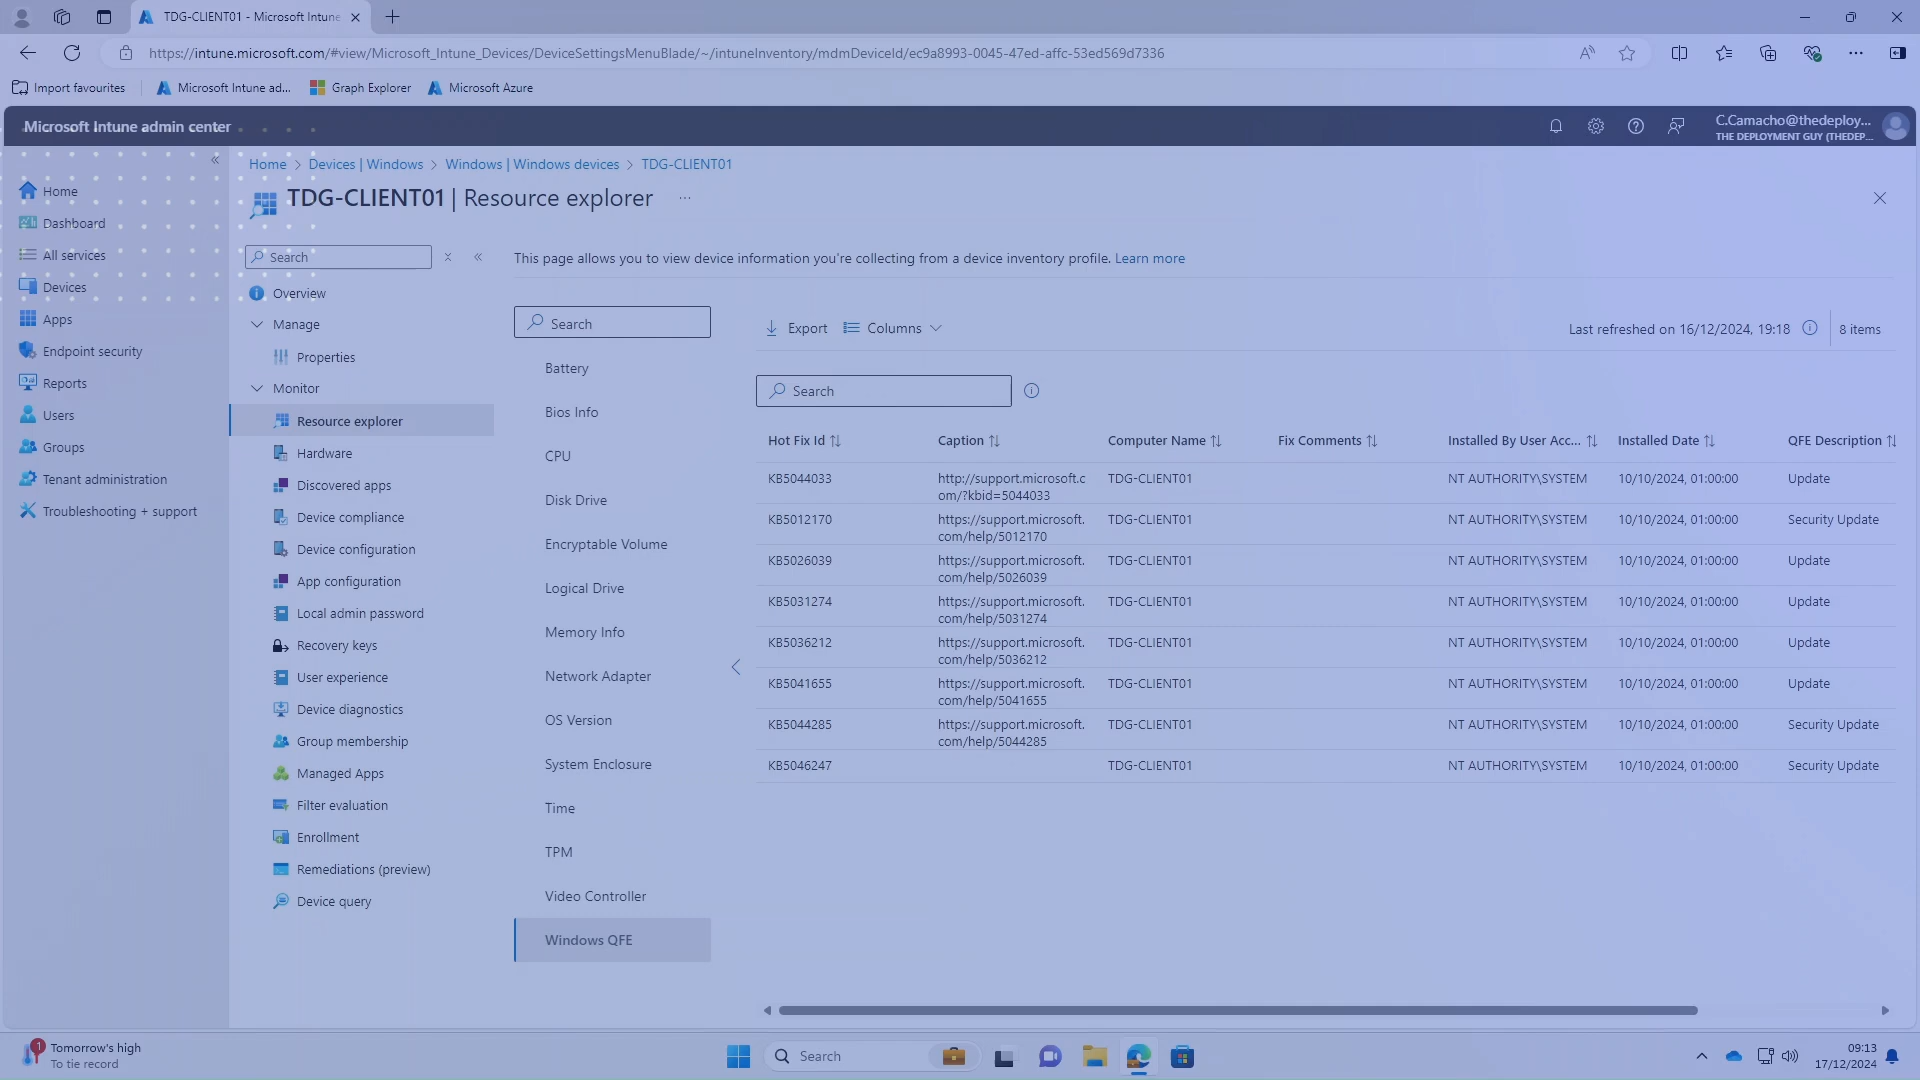 TDG-CLIENT01 - Microsoft Intune
https://intune.microsoft.com/#view/Microsoft_Intune_Devices/DeviceSettingsMenuBlade/~/intuneInventory/mdmDeviceId/ec9a8993-0045-47ed-affc-53ed569d7336
Import favourites Microsoft Intune ad... Graph Explorer Microsoft Azure
Microsoft Intune admin center
C.Camacho@thedeploy...
THE DEPLOYMENT GUY (THEDEP...
Home > Devices | Windows > Windows | Windows devices > TDG-CLIENT01
TDG-CLIENT01 | Resource explorer ...
Home
Dashboard
All services
Devices
Apps
Endpoint security
Reports
Users
Groups
Tenant administration
Troubleshooting + support
Search
Overview
Manage
Properties
Monitor
Resource explorer
Hardware
Discovered apps
Device compliance
Device configuration
App configuration
Local admin password
Recovery keys
User experience
Device diagnostics
Group membership
Managed Apps
Filter evaluation
Enrollment
Remediations (preview)
Device query
This page allows you to view device information you're collecting from a device inventory profile. Learn more
Search
Battery
Bios Info
CPU
Disk Drive
Encryptable Volume
Logical Drive
Memory Info
Network Adapter
OS Version
System Enclosure
Time
TPM
Video Controller
Windows QFE
Export Columns
Last refreshed on 16/12/2024, 19:18 8 items
Search
Hot Fix Id Caption Computer Name Fix Comments Installed By User Acc... Installed Date QFE Description
KB5044033 http://support.microsoft.c TDG-CLIENT01 NT AUTHORITY\SYSTEM 10/10/2024, 01:00:00 Update
om/?kbid=5044033
KB5012170 https://support.microsoft. TDG-CLIENT01 NT AUTHORITY\SYSTEM 10/10/2024, 01:00:00 Security Update
com/help/5012170
KB5026039 https://support.microsoft. TDG-CLIENT01 NT AUTHORITY\SYSTEM 10/10/2024, 01:00:00 Update
com/help/5026039
KB5031274 https://support.microsoft. TDG-CLIENT01 NT AUTHORITY\SYSTEM 10/10/2024, 01:00:00 Update
com/help/5031274
KB5036212 https://support.microsoft. TDG-CLIENT01 NT AUTHORITY\SYSTEM 10/10/2024, 01:00:00 Update
com/help/5036212
KB5041655 https://support.microsoft. TDG-CLIENT01 NT AUTHORITY\SYSTEM 10/10/2024, 01:00:00 Update
com/help/5041655
KB5044285 https://support.microsoft. TDG-CLIENT01 NT AUTHORITY\SYSTEM 10/10/2024, 01:00:00 Security Update
com/help/5044285
KB5046247 TDG-CLIENT01 NT AUTHORITY\SYSTEM 10/10/2024, 01:00:00 Security Update
1
Tomorrow's high
To tie record
Search
09:13
17/12/2024